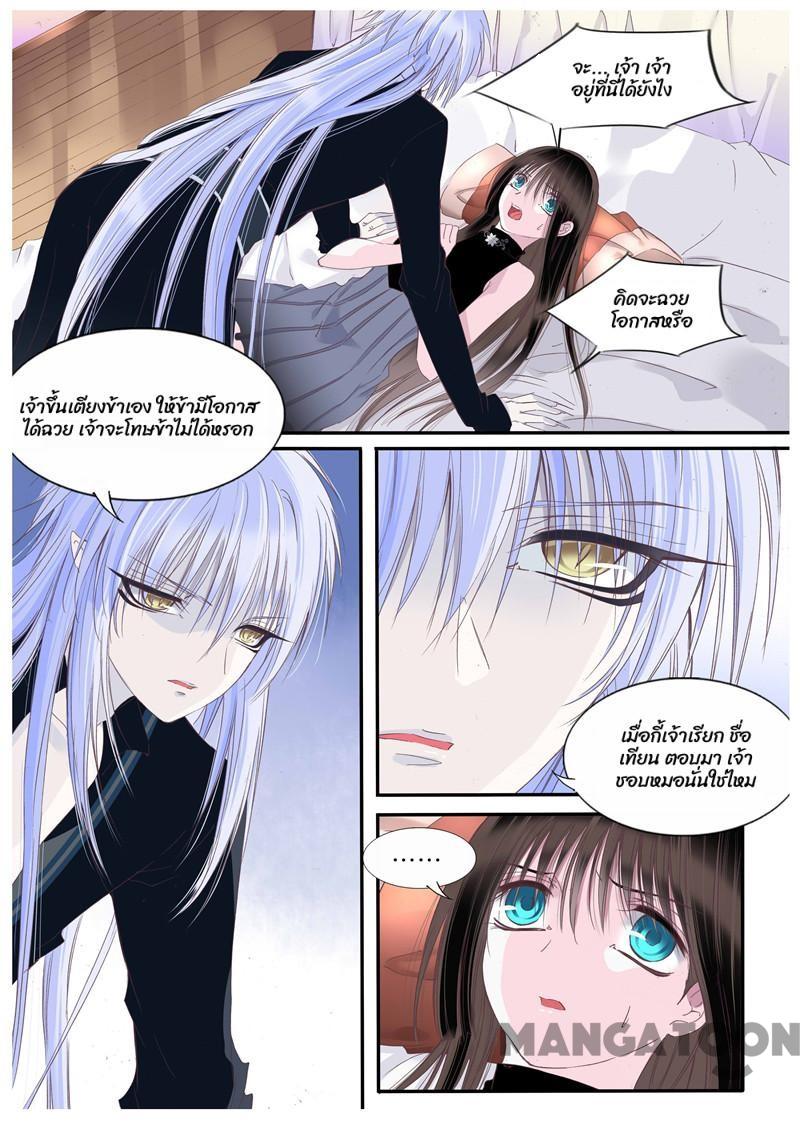 จะ... เจ้า เจ้า
อยู่ที่นี่ได้ยังไง
คิดจะฉวย
โอกาสหรือ
เจ้าขึ้นเตียงข้าเอง ให้ข้ามีโอกาส
ได้ฉวย เจ้าจะโทษข้าไม่ได้หรอก
เมื่อกี้เจ้าเรียก ชื่อ
เทียน ตอบมา เจ้า
ชอบหมอนั่นใช่ไหม
......
MANGATOON